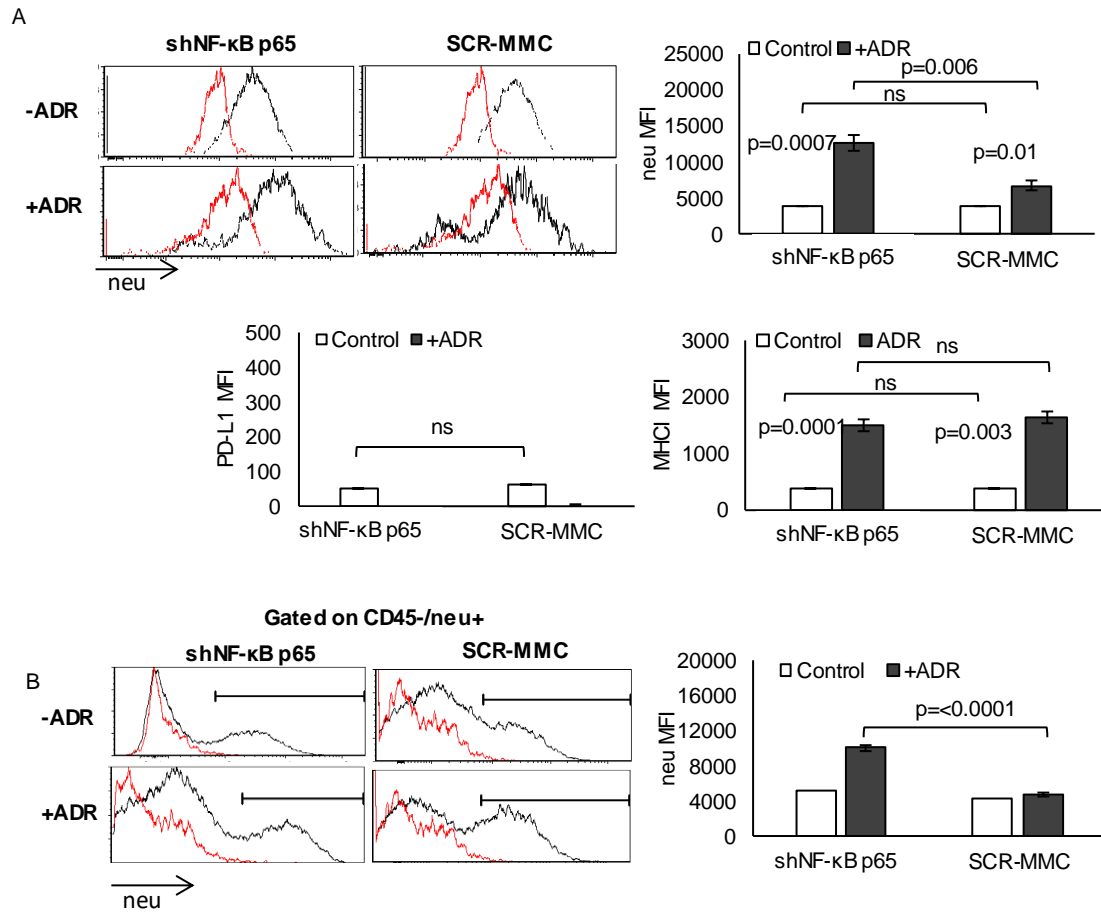 A
shNF-κB p65
SCR-MMC
-ADR
+ADR
neu
25000
20000
15000
10000
5000
0
neu MFI
Control
+ADR
p=0.006
ns
p=0.0007
p=0.01
shNF-κB p65
SCR-MMC
500
400
300
200
100
0
PD-L1 MFI
Control
+ADR
ns
shNF-κB p65
SCR-MMC
3000
2000
1000
0
MHCI MFI
Control
ADR
ns
ns
p=0.0001
p=0.003
shNF-κB p65
SCR-MMC
B
Gated on CD45-/neu+
shNF-κB p65
SCR-MMC
-ADR
+ADR
neu
20000
16000
12000
8000
4000
0
neu MFI
Control
+ADR
p=<0.0001
shNF-κB p65
SCR-MMC